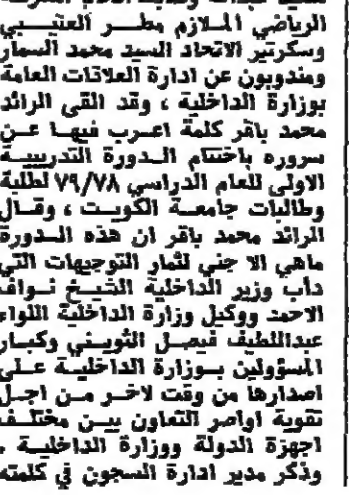 الرياضي الملازم مطر العتيبي
وسكرتير الاتحاد السيد محمد السمار
ومندوبون عن ادارة العلاقات العامة
بوزارة الداخلية ، وقد القى الرائد
محمد باقر كلمة اعرب فيها عن
سروره باختتام الدورة التدريبية
الاولى للعام الدراسي ٧٩/٧٨ لطلبة
وطالبات جامعة الكويت ، وقال
الرائد محمد باقر ان هذه الدورة
ماهي الا جني لثمار التوجيهات التي
داب وزير الداخلية الشيخ نواف
الاحمد ووكيل وزارة الداخلية اللواء
عبداللطيف فيصل الثويني وكبار
المسؤولين بوزارة الداخلية على
اصدارها من وقت لاخر من اجل
تقوية اواصر التعاون بين مختلف
اجهزة الدولة ووزارة الداخلية .
وذكر مدير ادارة السجون في كلمته